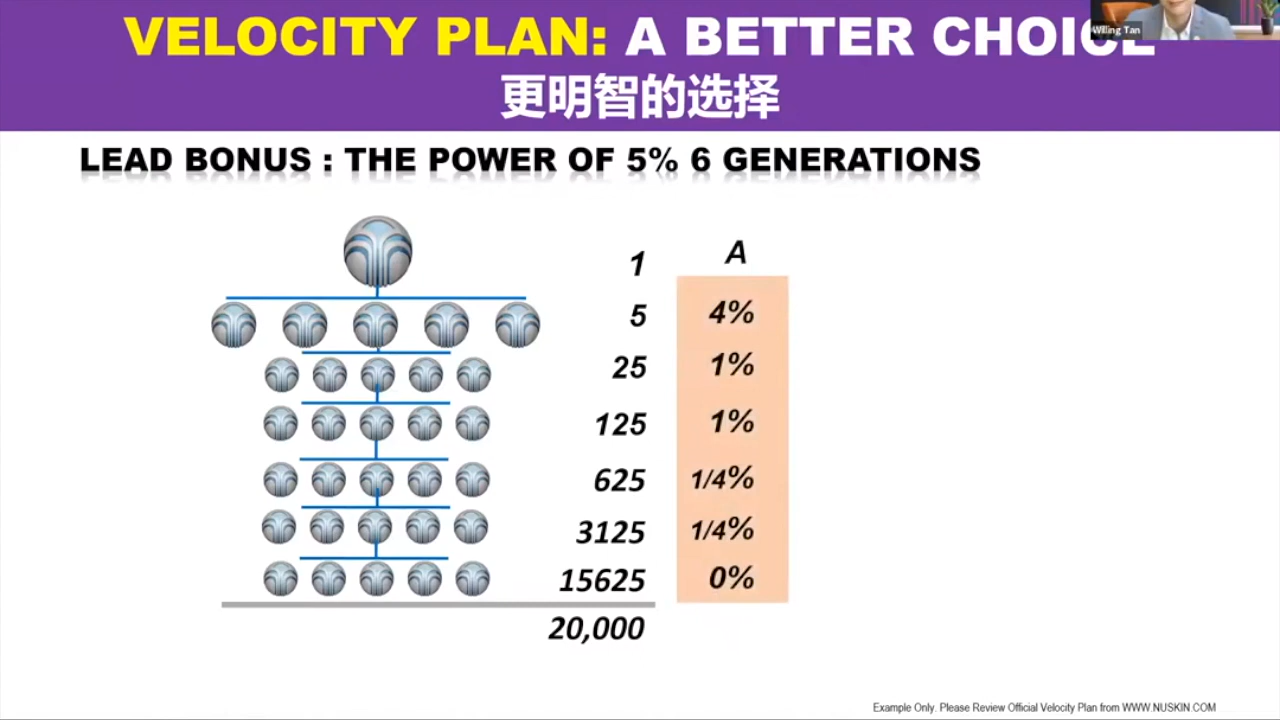 VELOCITY PLAN: A BETTER CHOICE
Willing Tan
更明智的选择
LEAD BONUS : THE POWER OF 5% 6 GENERATIONS
A
1
5 4%
25 1%
125 1%
625 1/4%
3125 1/4%
15625 0%
20,000
Example Only. Please Review Official Velocity Plan from WWW.NUSKIN.COM